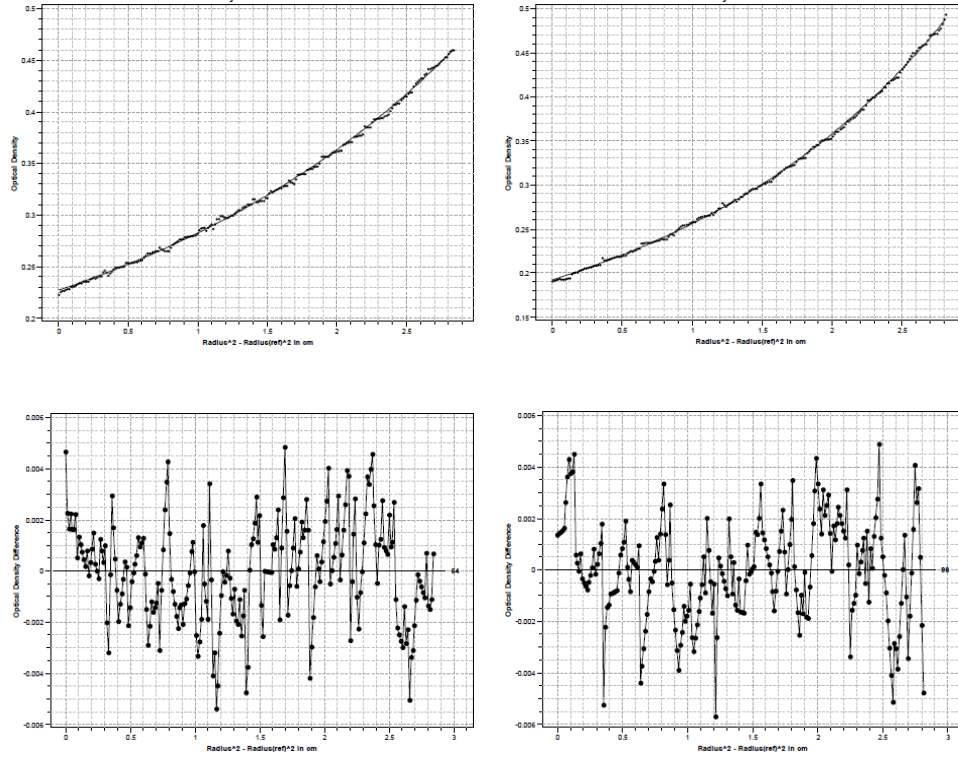 0.5
0.45
0.4
0.35
0.3
0.25
0.2
Optical Density
0 0.5 1 1.5 2 2.5
Radius^2 - Radius(ref)^2 in cm
0.5
0.45
0.4
0.35
0.3
0.25
0.2
0.15
Optical Density
0 0.5 1 1.5 2 2.5
Radius^2 - Radius(ref)^2 in cm
0.006
0.004
0.002
0
-0.002
-0.004
-0.006
Optical Density Difference
0 0.5 1 1.5 2 2.5 3
Radius^2 - Radius(ref)^2 in cm
0.006
0.004
0.002
0
-0.002
-0.004
-0.006
Optical Density Difference
0 0.5 1 1.5 2 2.5 3
Radius^2 - Radius(ref)^2 in cm